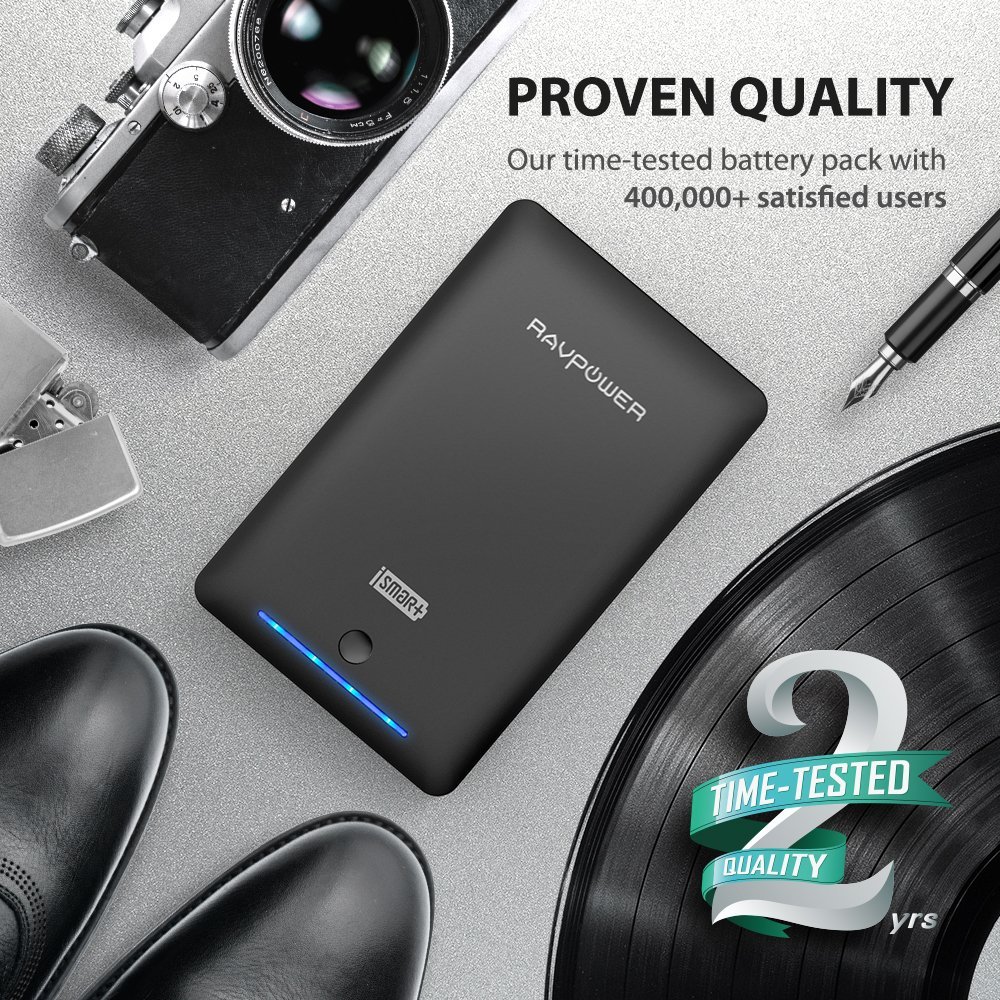 PROVEN QUALITY
Our time-tested battery pack with
400,000+ satisfied users
RAVPOWER
iSmart
2
TIME-TESTED
QUALITY
yrs